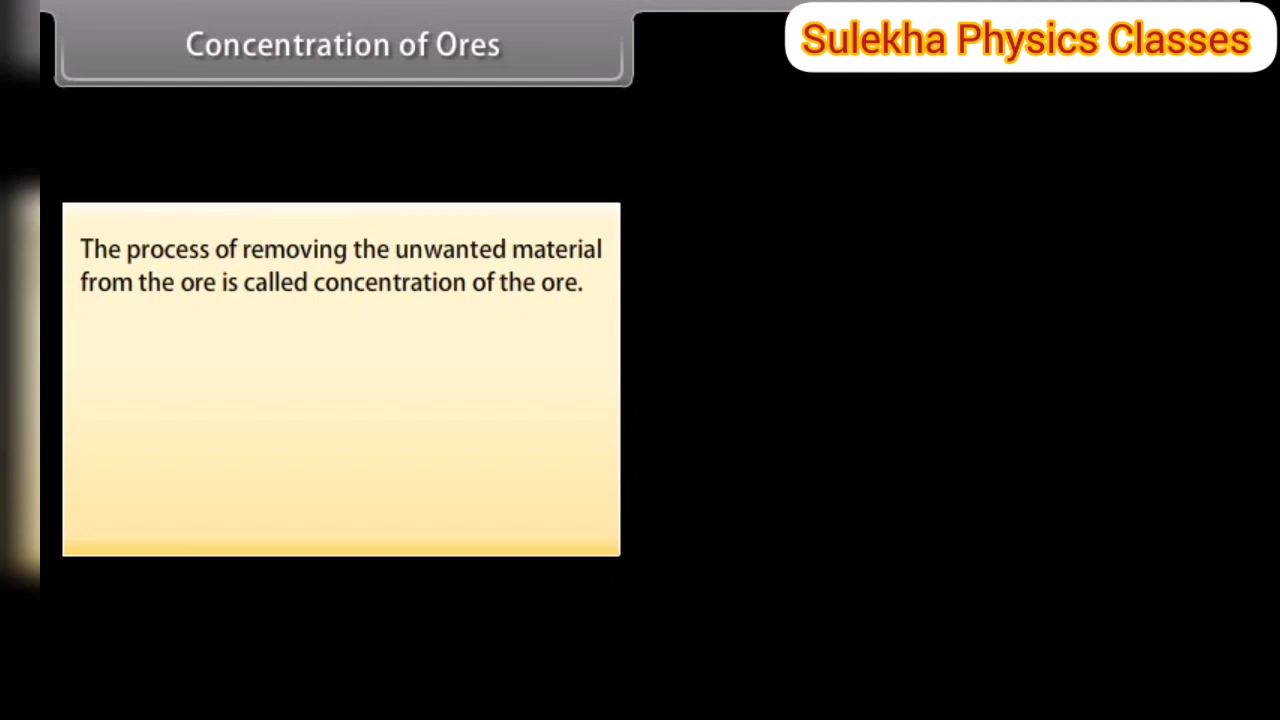 Concentration of Ores
Sulekha Physics Classes
The process of removing the unwanted material
from the ore is called concentration of the ore.